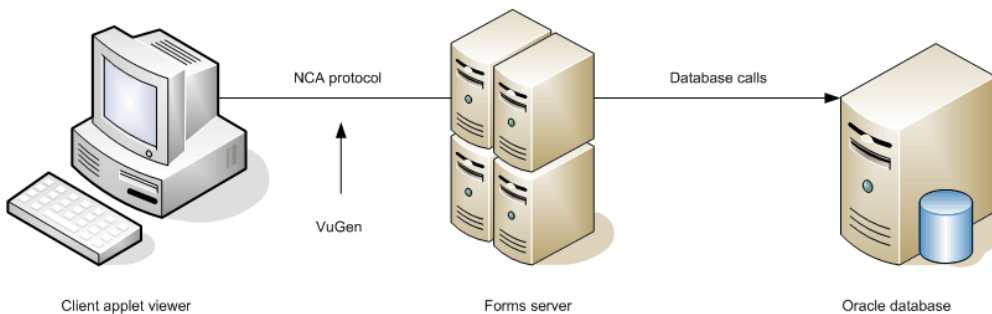 NCA protocol
Database calls
VuGen
Client applet viewer
Forms server
Oracle database